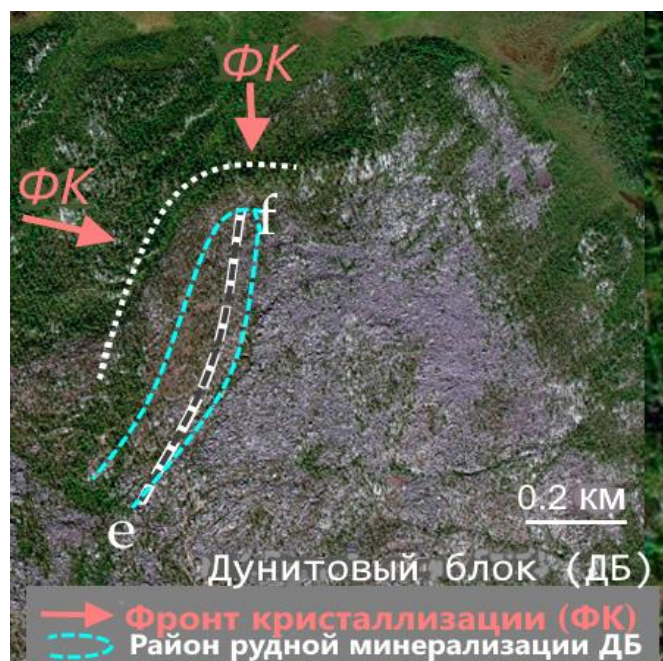 ФК
ФК
f
e
0.2 км
Дунитовый блок (ДБ)
Фронт кристаллизации (ФК)
Район рудной минерализации ДБ